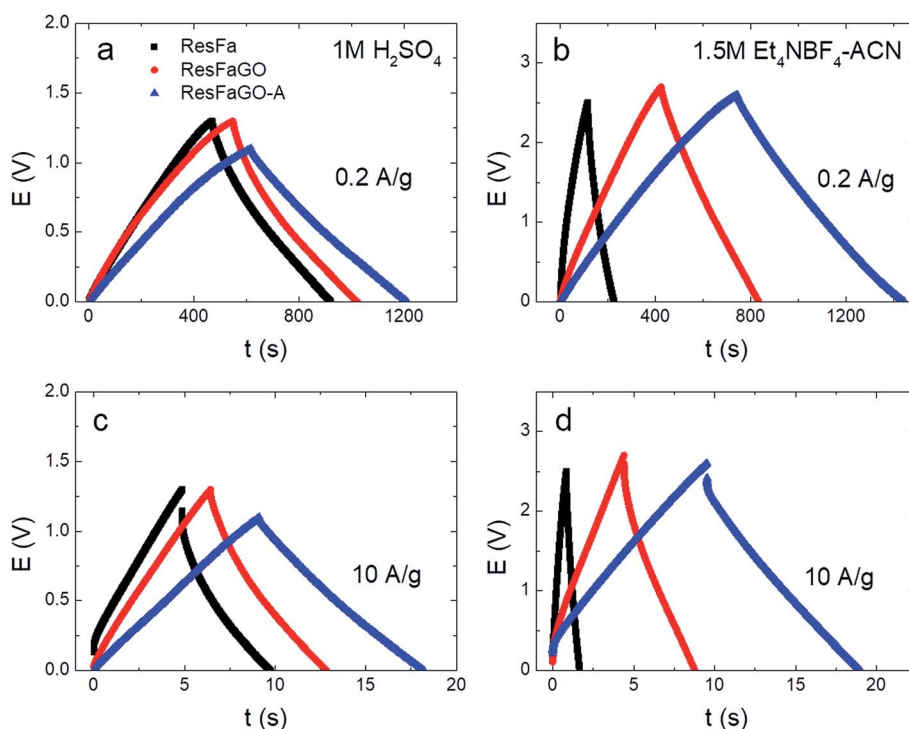 a
1M H₂SO₄
ResFa
ResFaGO
ResFaGO-A
0.2 A/g
E (V)
2.0
1.5
1.0
0.5
0.0
0
400
800
1200
t (s)
b
1.5M Et₄NBF₄-ACN
0.2 A/g
E (V)
3
2
1
0
0
400
800
1200
t (s)
c
10 A/g
E (V)
2.0
1.5
1.0
0.5
0.0
0
5
10
15
20
t (s)
d
10 A/g
E (V)
3
2
1
0
0
5
10
15
20
t (s)